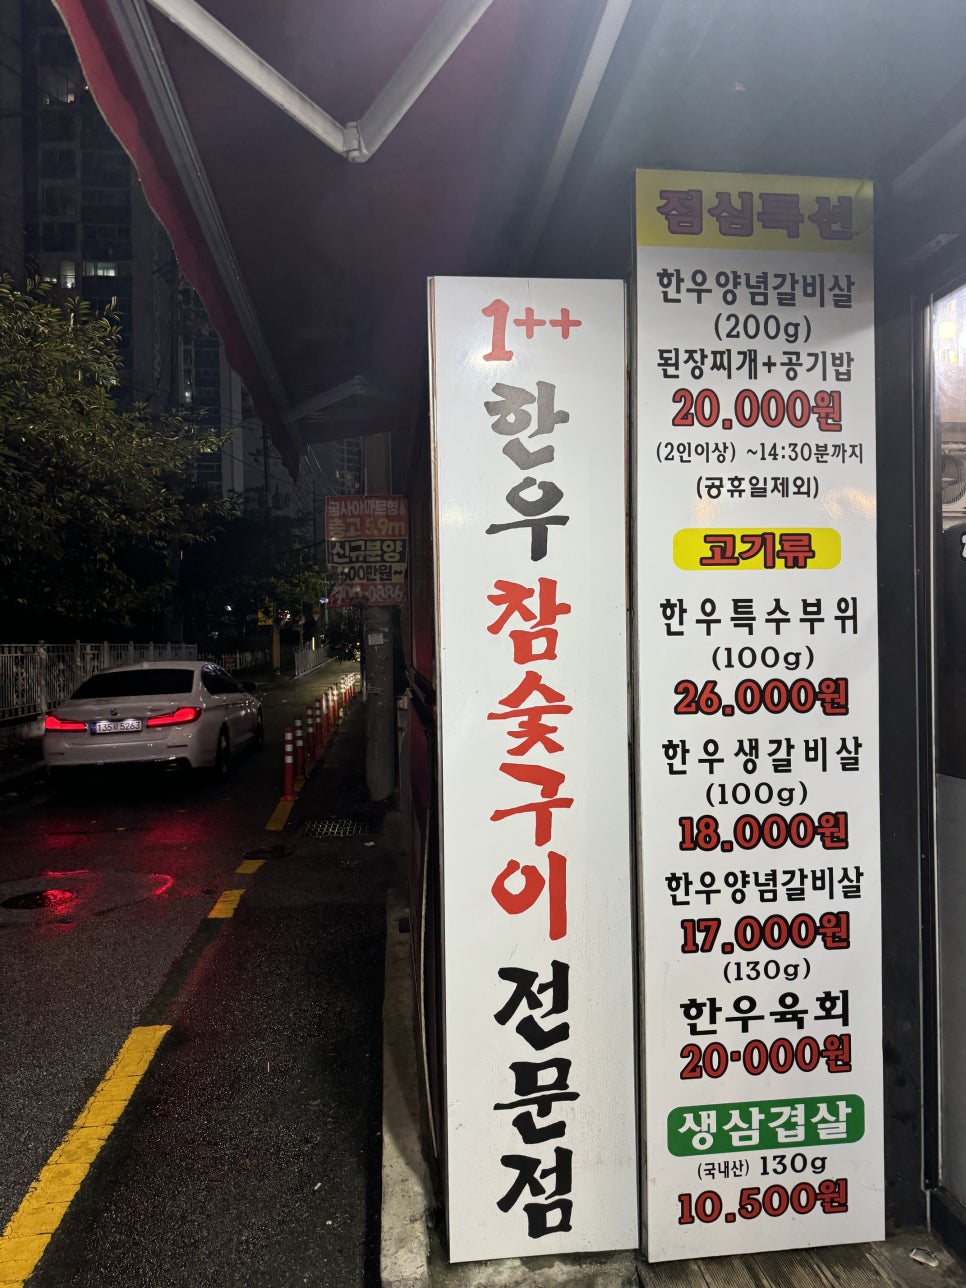 1++
한우 참숯구이 전문점
점심특선
한우양념갈비살
(200g)
된장찌개+공기밥
20.000원
(2인이상) ~14:30분까지
(공휴일제외)
고기류
한우특수부위
(100g)
26.000원
한우생갈비살
(100g)
18.000원
한우양념갈비살
17.000원
(130g)
한우육회
20.000원
생삼겹살
(국내산) 130g
10.500원
층고 5.9m
신규분양